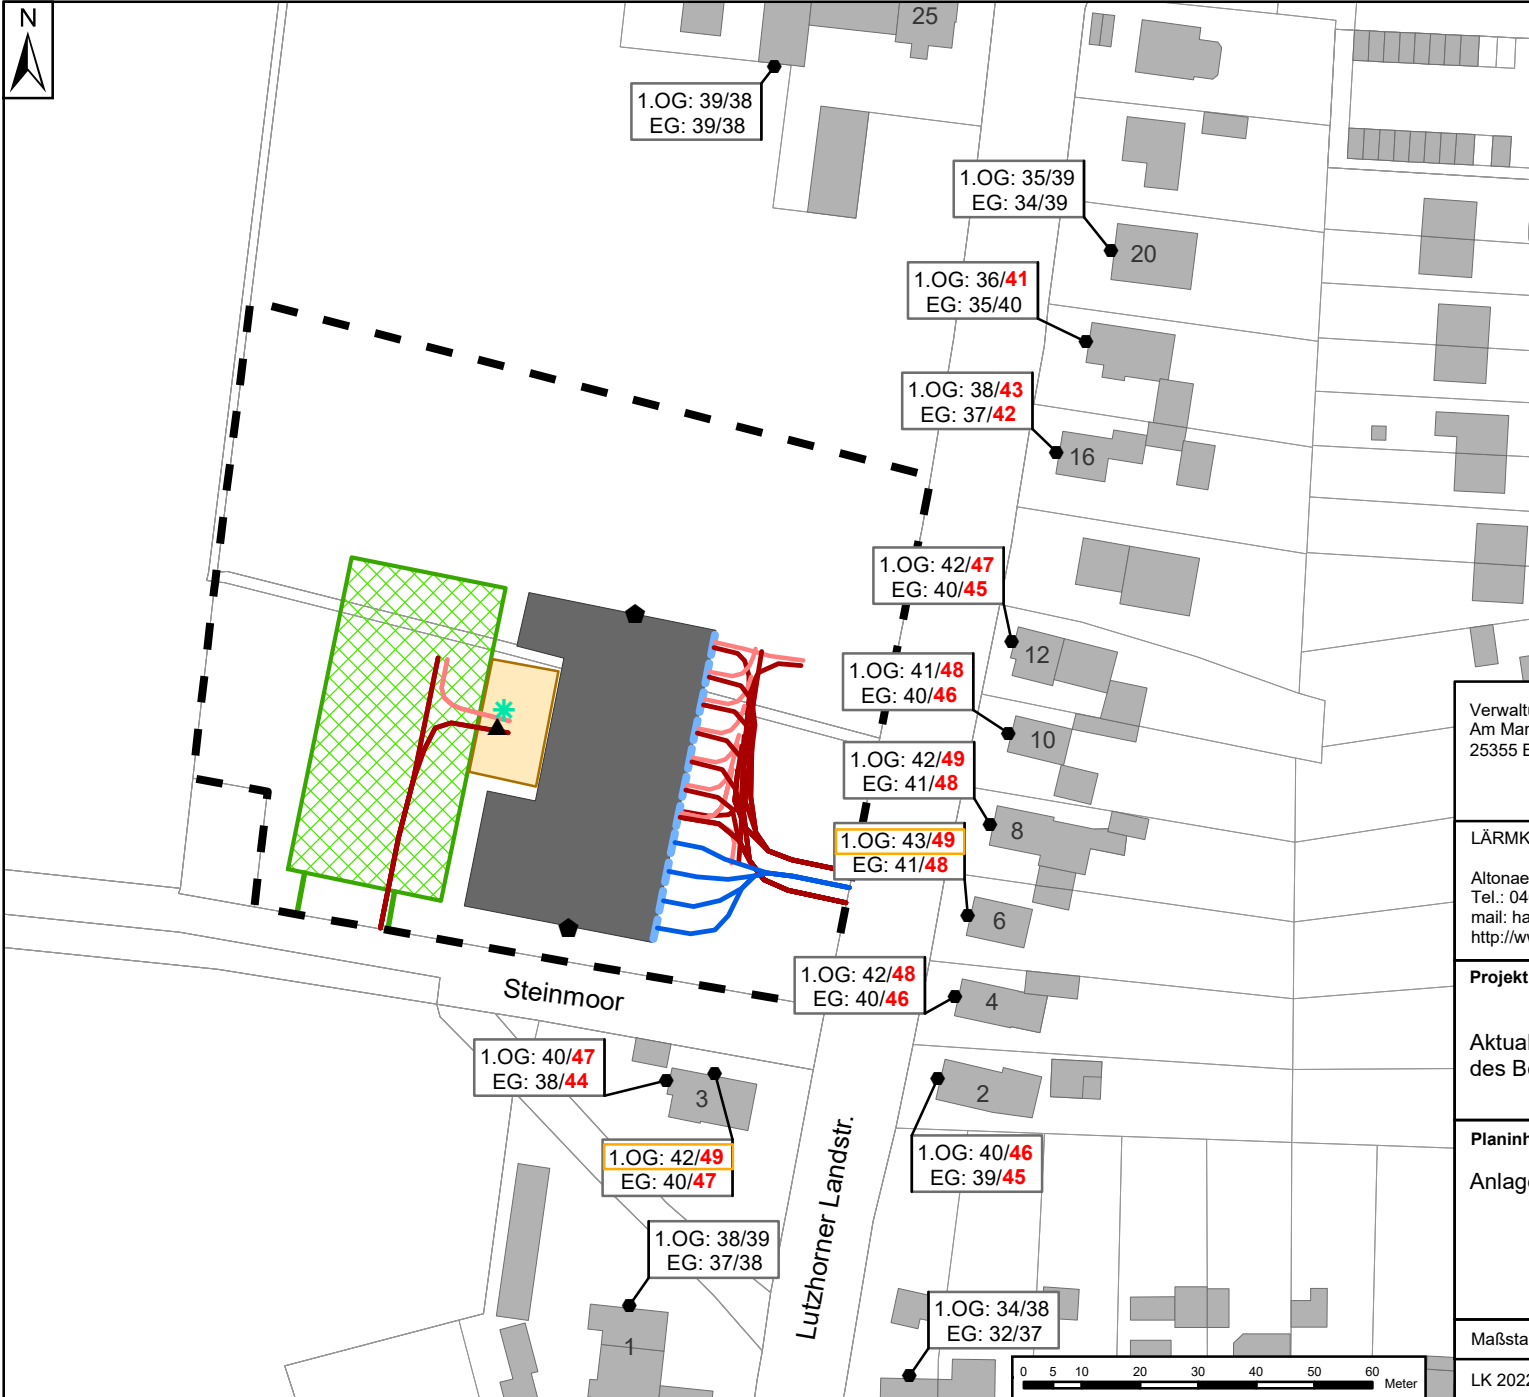 N
25
1.OG: 39/38
EG: 39/38
1.OG: 35/39
EG: 34/39
20
1.OG: 36/41
EG: 35/40
1.OG: 38/43
EG: 37/42
16
1.OG: 42/47
EG: 40/45
12
1.OG: 41/48
EG: 40/46
10
1.OG: 42/49
EG: 41/48
8
1.OG: 43/49
EG: 41/48
6
1.OG: 42/48
EG: 40/46
4
Steinmoor
1.OG: 40/47
EG: 38/44
3
2
1.OG: 42/49
EG: 40/47
1.OG: 40/46
EG: 39/45
Lutzhorner Landstr.
1.OG: 38/39
EG: 37/38
1
1.OG: 34/38
EG: 32/37
0 5 10 20 30 40 50 60
Meter
Verwaltu
Am Mar
25355 B
LÄRMK
Altonae
Tel.: 04
mail: ha
http://w
Projekt
Aktual
des Be
Planinh
Anlage
Maßsta
LK 2022